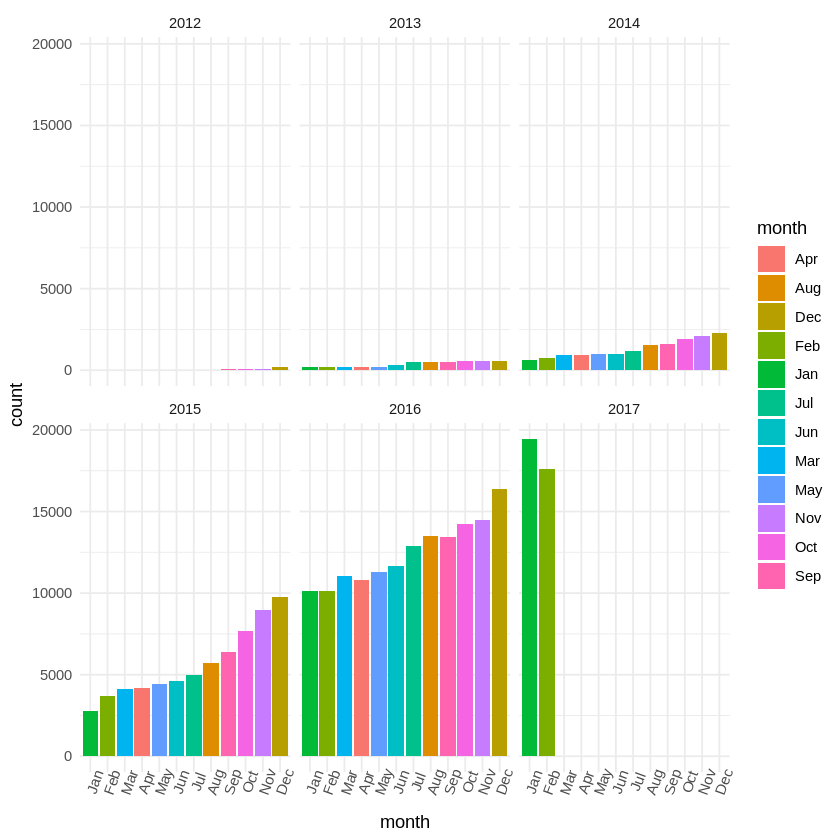 2012 2013 2014
20000
15000
10000
5000
0
count
2015 2016 2017
20000
15000
10000
5000
0
Jan Feb Mar Apr May Jun Jul Aug Sep Oct Nov Dec Jan Feb Mar Apr May Jun Jul Aug Sep Oct Nov Dec Jan Feb Mar Apr May Jun Jul Aug Sep Oct Nov Dec
month
month
Apr
Aug
Dec
Feb
Jan
Jul
Jun
Mar
May
Nov
Oct
Sep